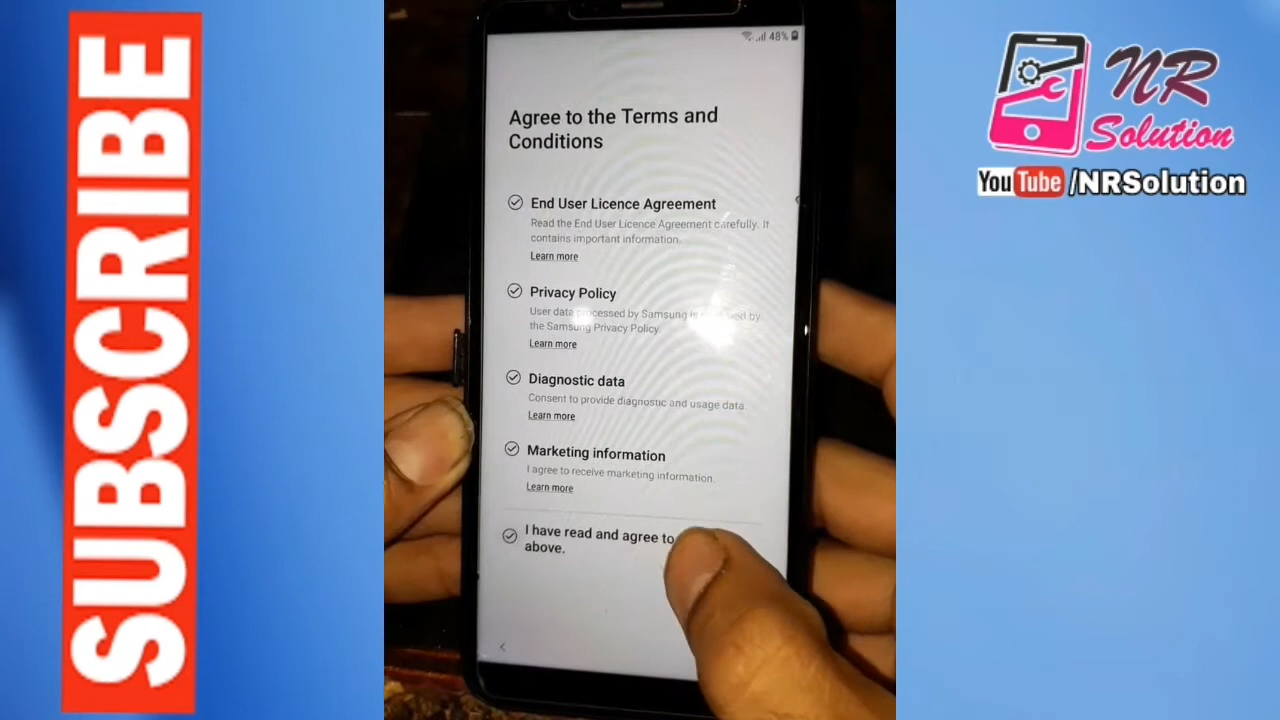 SUBSCRIBE
48%
Agree to the Terms and
Conditions
End User Licence Agreement
Read the End User Licence Agreement carefully. It
contains important information.
Learn more
Privacy Policy
User data processed by Samsung is by
the Samsung Privacy Policy.
Learn more
Diagnostic data
Consent to provide diagnostic and usage data.
Learn more
Marketing information
I agree to receive marketing information.
Learn more
I have read and agree to
above.
NR
Solution
YouTube/NRSolution